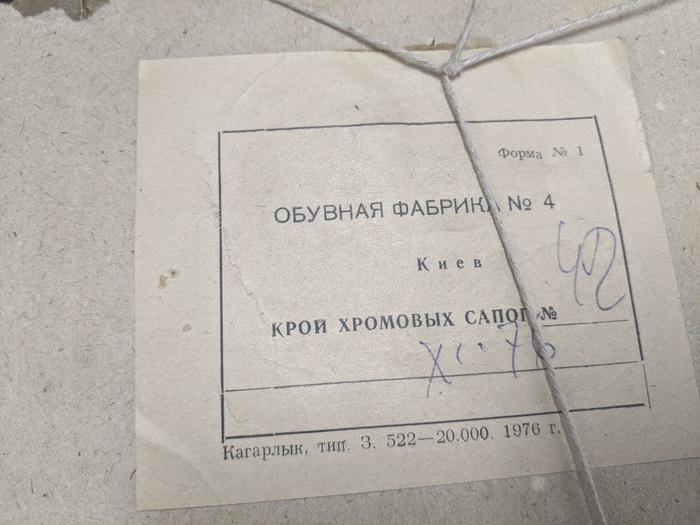 Форма № 1
ОБУВНАЯ ФАБРИКА № 4
Киев
42
КРОЙ ХРОМОВЫХ САПОГ №
Кагарлык, тип. З. 522—20.000. 1976 г.